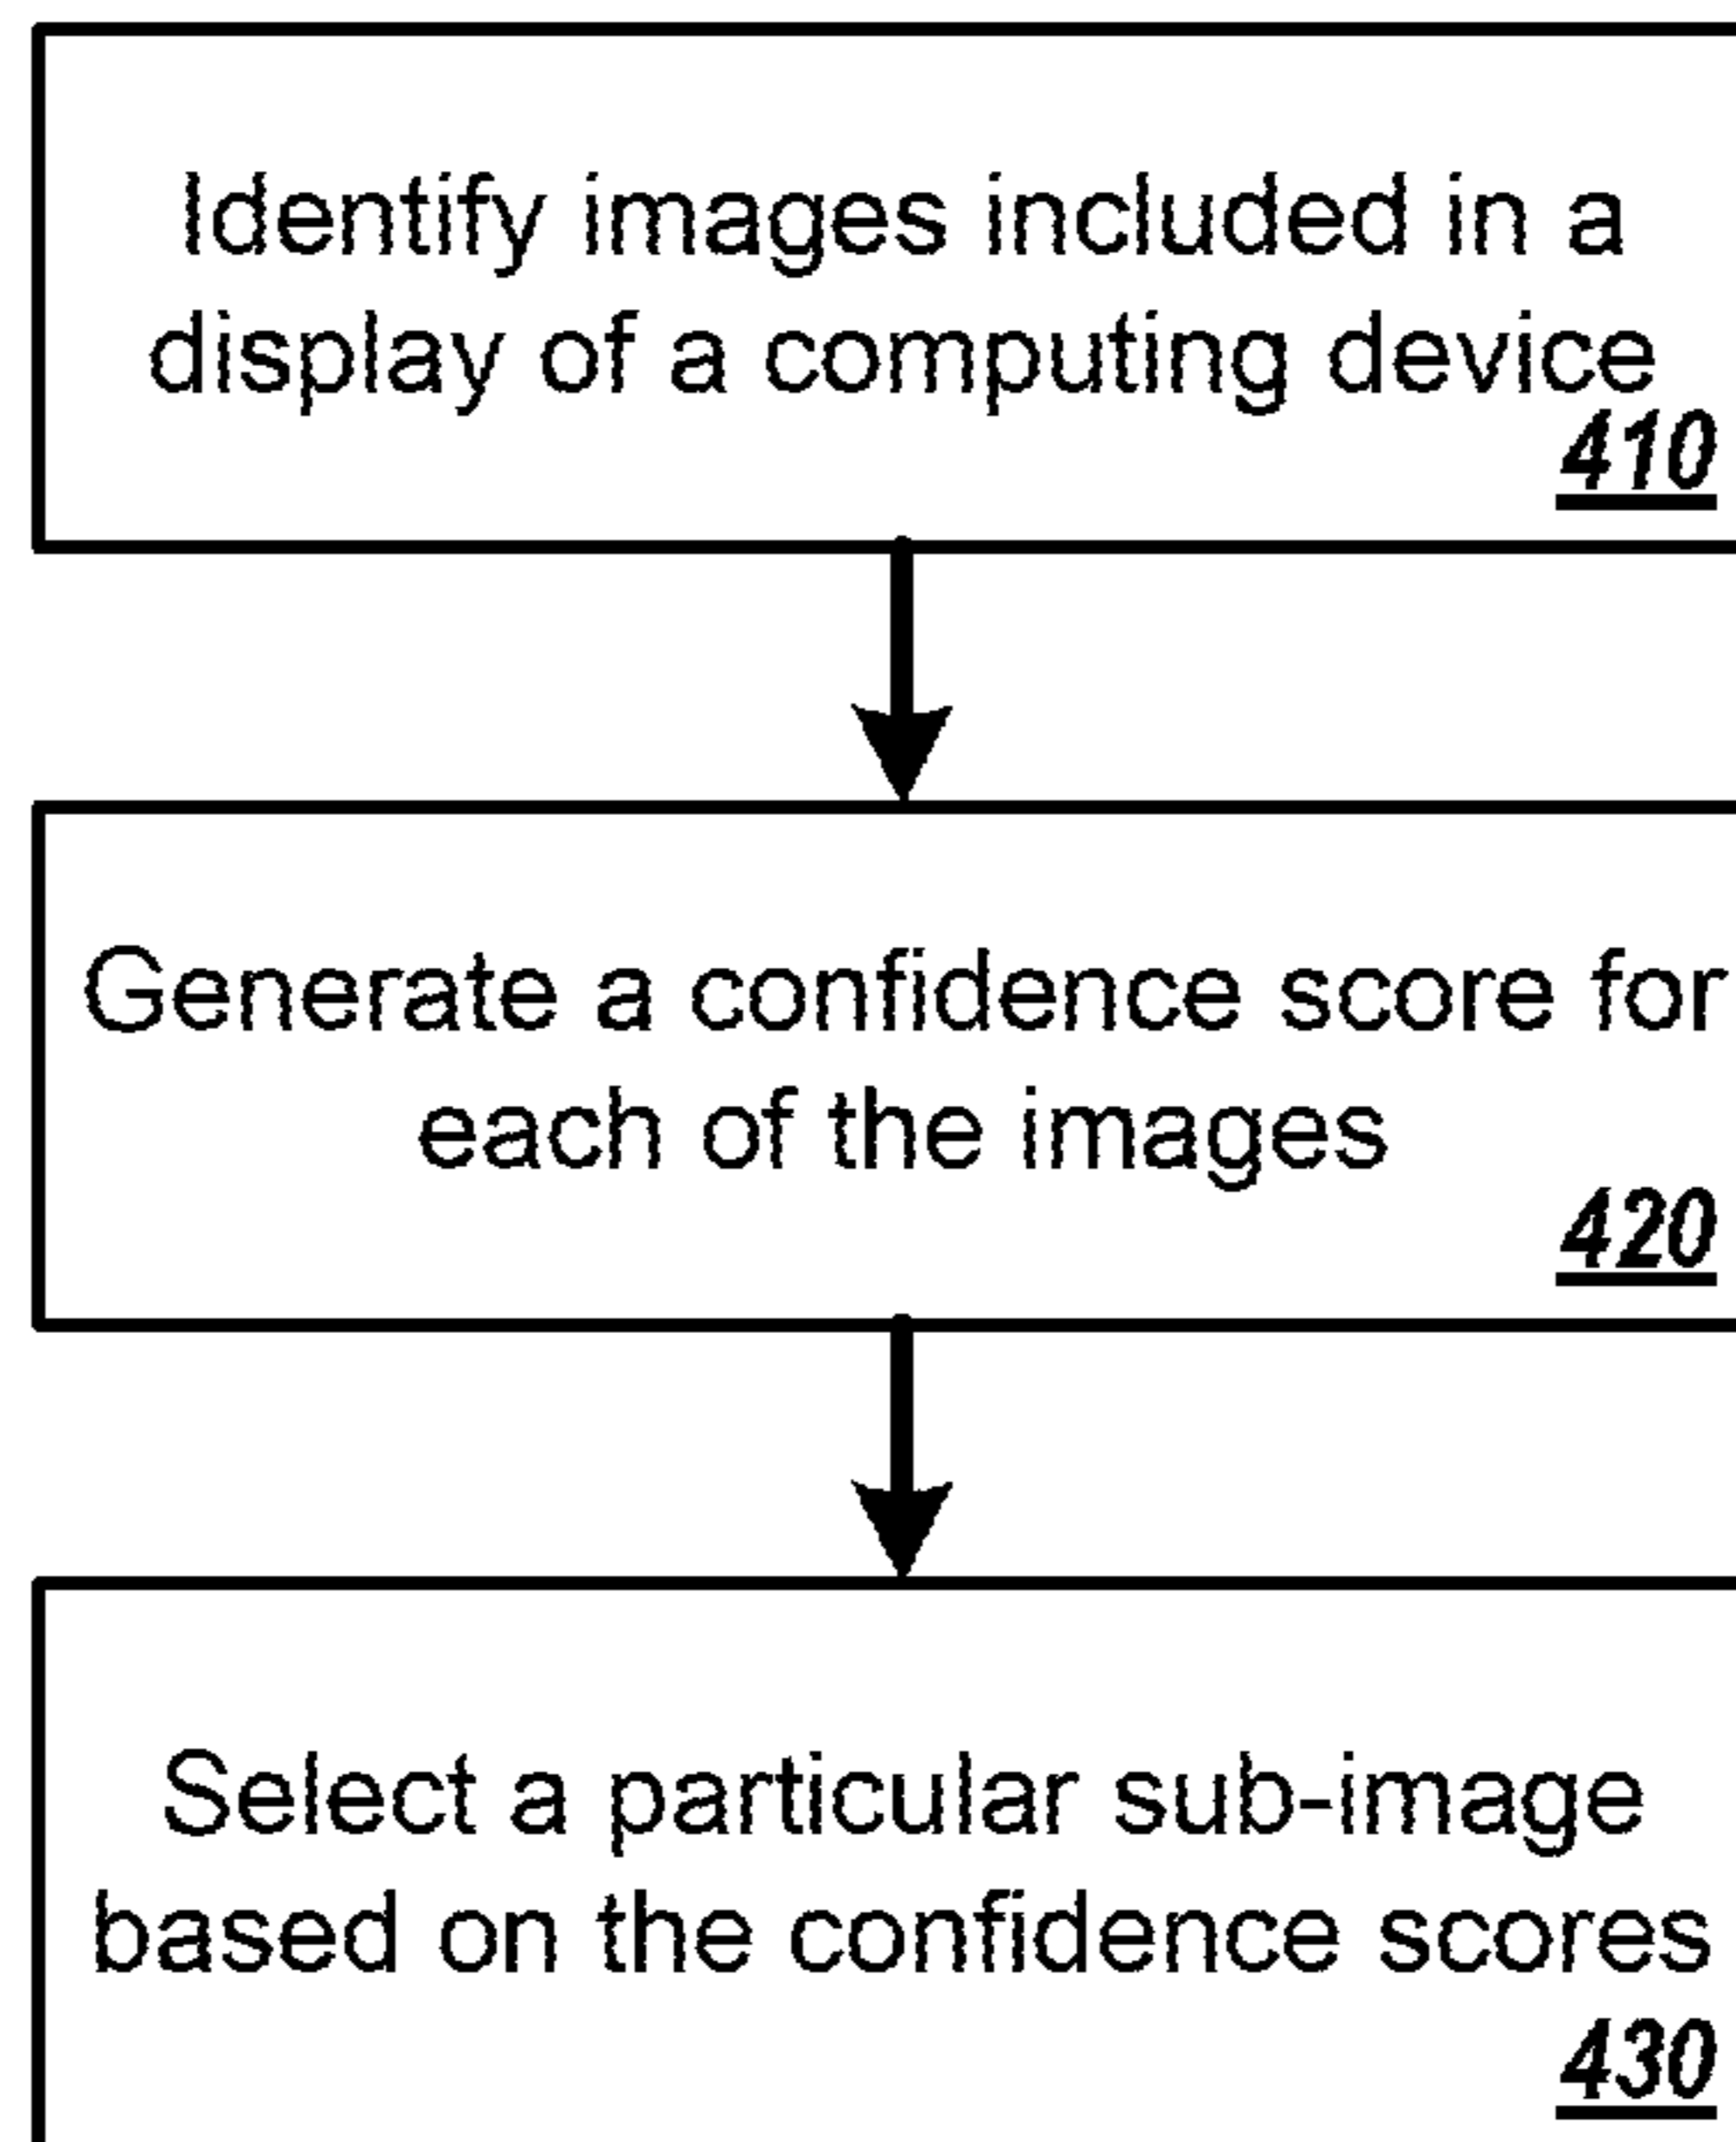 Identify images included in a
display of a computing device
410
Generate a confidence score for
each of the images
420
Select a particular sub-image
based on the confidence scores
430